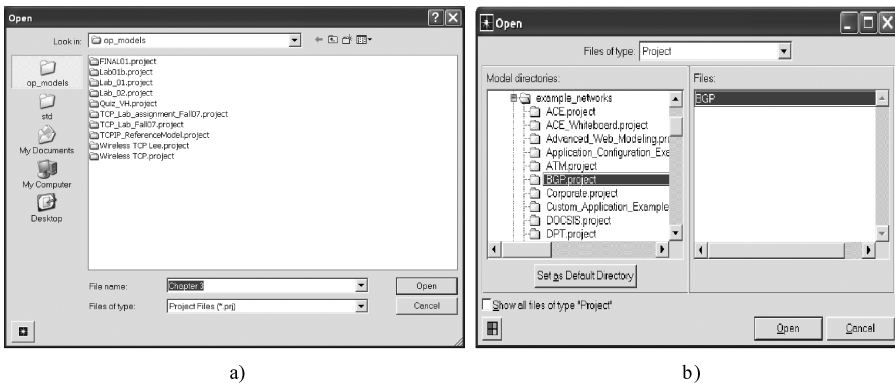 Open
Look in: op_models
op_models
std
My Documents
My Computer
Desktop
FINAL01.project
Lab01b.project
Lab_01.project
Lab_02.project
Quiz_VH.project
TCP_Lab_assignment_Fall07.project
TCP_Lab_Fall07.project
TCPIP_ReferenceModel.project
Wireless TCP Lee.project
Wireless TCP.project
File name: Chapter 3
Open
Files of type: Project Files (*.prj)
Cancel
a)
Open
Files of type: Project
Model directories:
Files:
example_networks
ACE.project
ACE_Whiteboard.project
Advanced_Web_Modeling.pro
Application_Configuration_Exa
ATM.project
BGP.project
Corporate.project
Custom_Application_Example
DOCSIS.project
DPT.project
BGP
Set as Default Directory
Show all files of type "Project"
Open
Cancel
b)